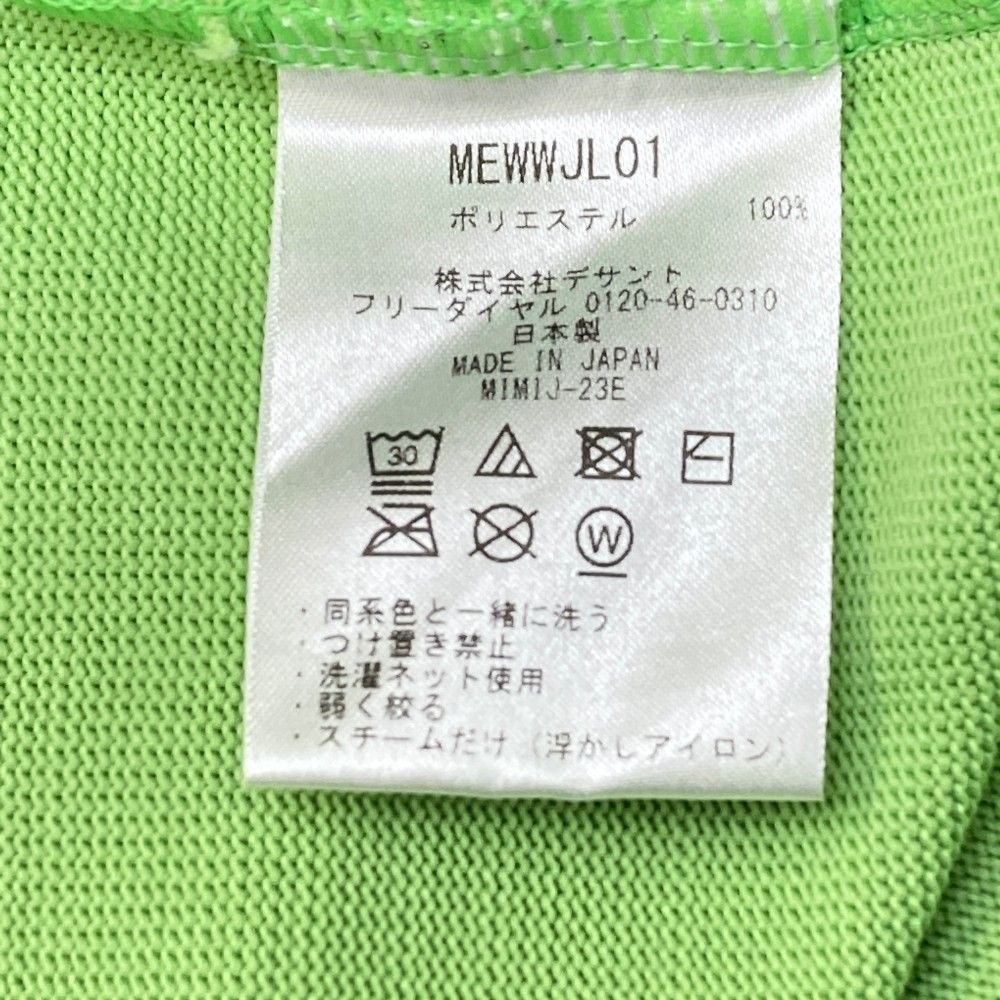 MEWWJL01
ポリエステル 100%
株式会社デサント
フリーダイヤル 0120-46-0310
日本製
MADE IN JAPAN
MIMIJ-23E
30
W
・同系色と一緒に洗う
・つけ置き禁止
・洗濯ネット使用
・弱く絞る
・スチームだけ(浮かしアイロン)